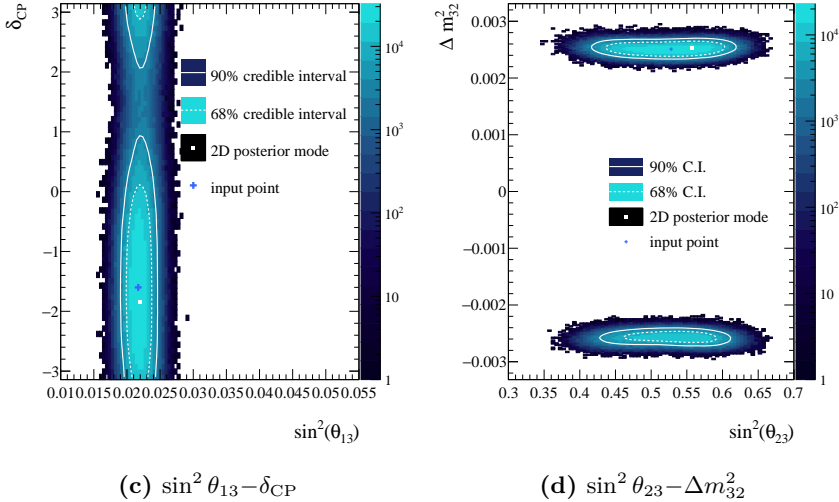 δCP
3
2
1
0
−1
−2
−3
0.010 0.015 0.020 0.025 0.030 0.035 0.040 0.045 0.050 0.055
sin²(θ13)
90% credible interval
68% credible interval
2D posterior mode
input point
10⁴
10³
10²
10
1
(c) sin² θ13−δCP
Δ m²32
0.003
0.002
0.001
0
−0.001
−0.002
−0.003
0.3 0.35 0.4 0.45 0.5 0.55 0.6 0.65 0.7
sin²(θ23)
90% C.I.
68% C.I.
2D posterior mode
input point
10⁴
10³
10²
10
1
(d) sin² θ23−Δm²32